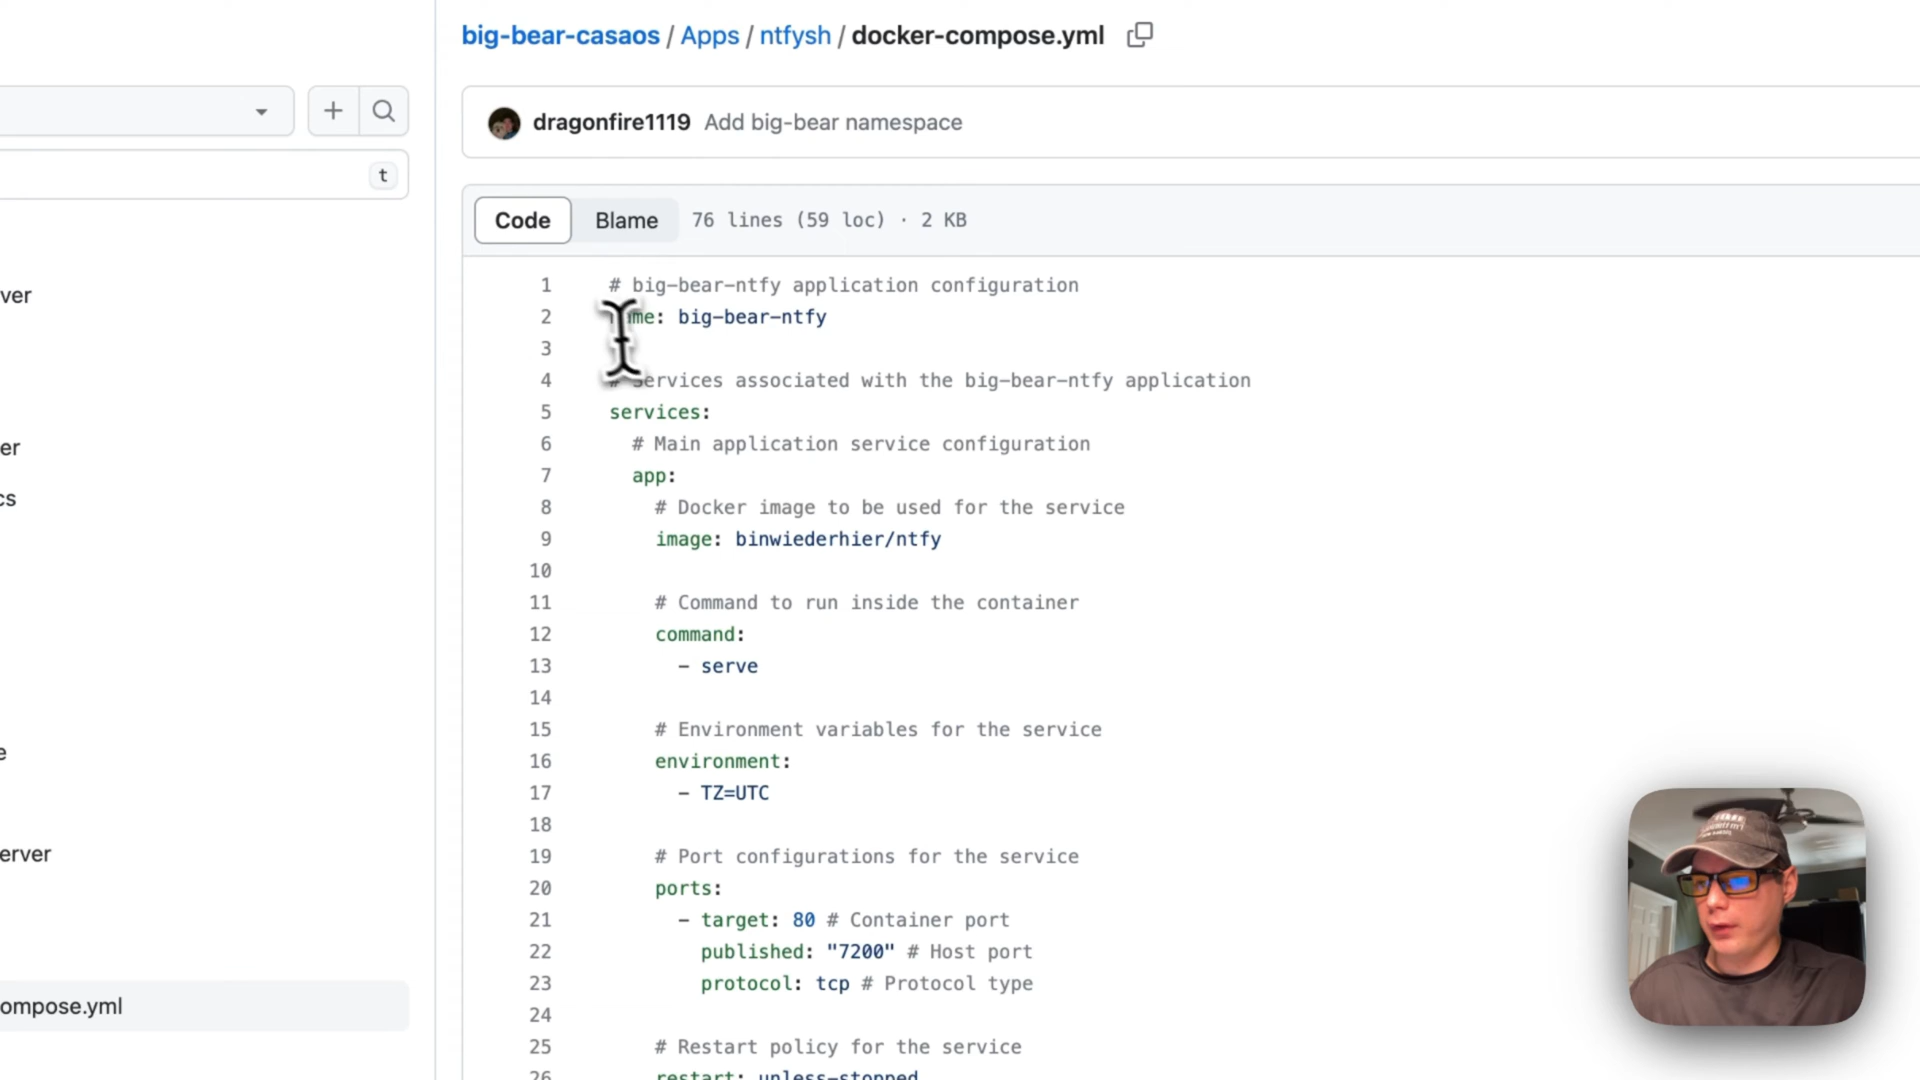 big-bear-casaos / Apps / ntfysh / docker-compose.yml
t
dragonfire1119 Add big-bear namespace
Code Blame 76 lines (59 loc) · 2 KB
ver
er
cs
e
erver
ompose.yml
1 # big-bear-ntfy application configuration
2 me: big-bear-ntfy
3
4 # Services associated with the big-bear-ntfy application
5 services:
6 # Main application service configuration
7 app:
8 # Docker image to be used for the service
9 image: binwiederhier/ntfy
10
11 # Command to run inside the container
12 command:
13 - serve
14
15 # Environment variables for the service
16 environment:
17 - TZ=UTC
18
19 # Port configurations for the service
20 ports:
21 - target: 80 # Container port
22 published: "7200" # Host port
23 protocol: tcp # Protocol type
24
25 # Restart policy for the service
26 restart: unless-stopped